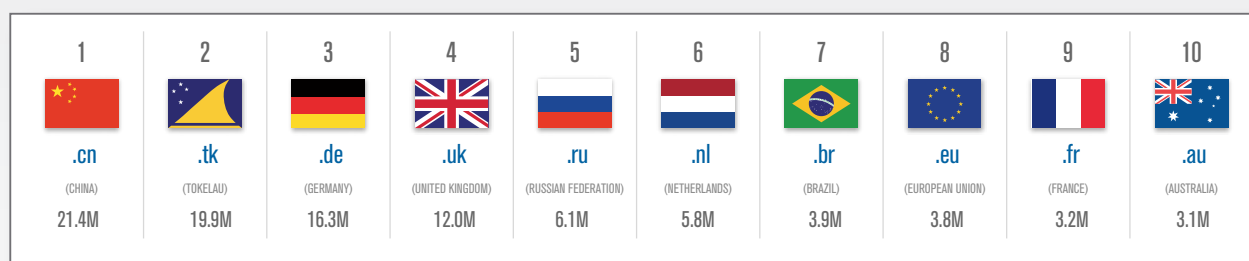 1 2 3 4 5 6 7 8 9 10
.cn .tk .de .uk .ru .nl .br .eu .fr .au
(CHINA) (TOKELAU) (GERMANY) (UNITED KINGDOM) (RUSSIAN FEDERATION) (NETHERLANDS) (BRAZIL) (EUROPEAN UNION) (FRANCE) (AUSTRALIA)
21.4M 19.9M 16.3M 12.0M 6.1M 5.8M 3.9M 3.8M 3.2M 3.1M